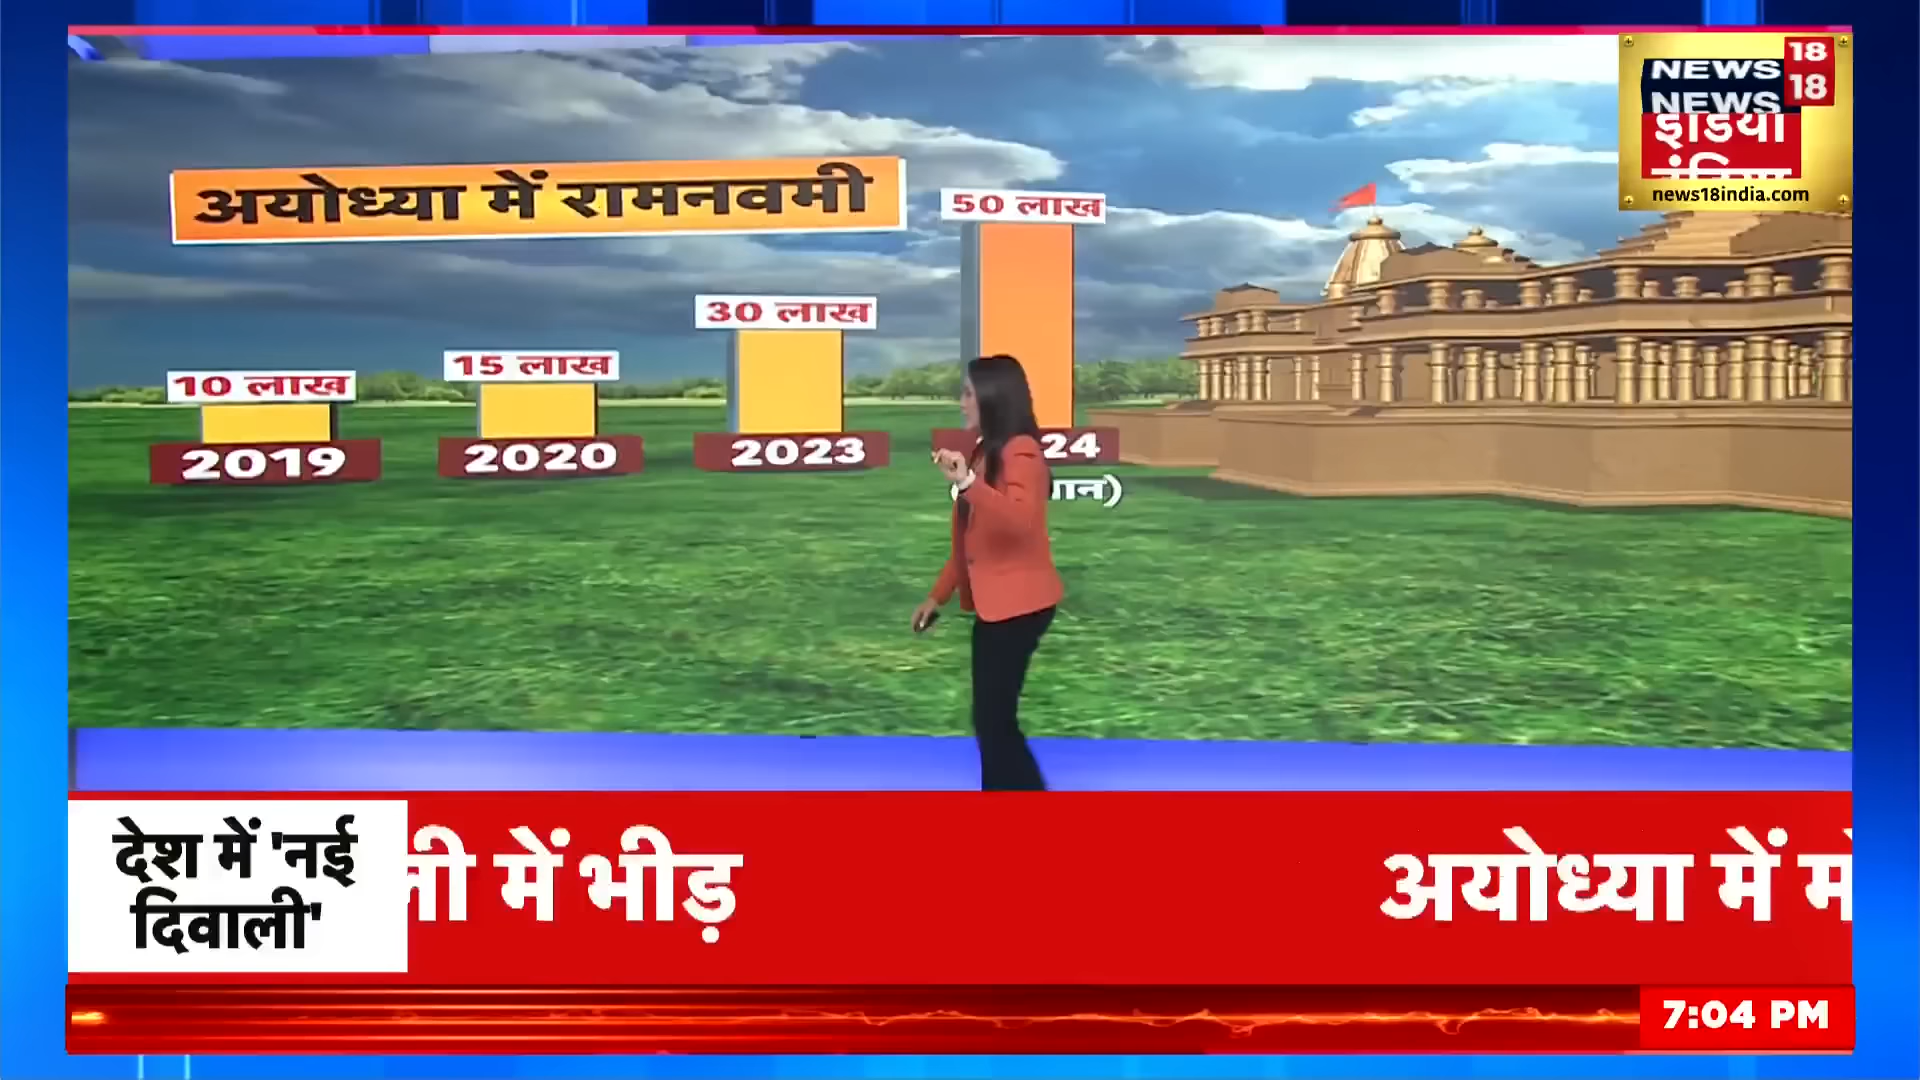 NEWS 18
NEWS 18
इंडिया
news18india.com
अयोध्या में रामनवमी
50 लाख
30 लाख
15 लाख
10 लाख
2019
2020
2023
24
देश में 'नई
दिवाली'
में भीड़
अयोध्या में
7:04 PM